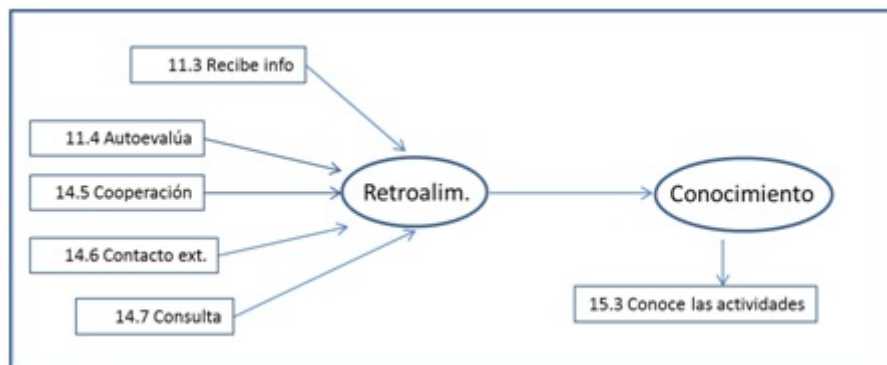 11.3 Recibe info
11.4 Autoevalúa
14.5 Cooperación
Retroalim.
Conocimiento
14.6 Contacto ext.
14.7 Consulta
15.3 Conoce las actividades